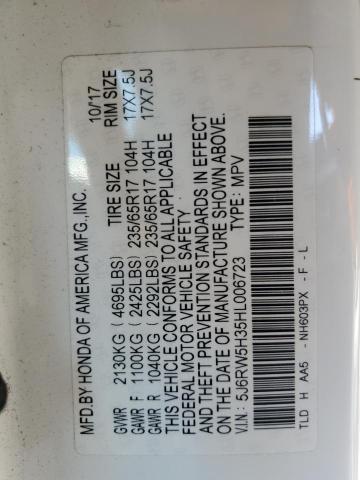 MFD.BY HONDA OF AMERICA MFG.,INC. 10/17
TIRE SIZE RIM SIZE
GVWR 2130KG ( 4695LBS)
GAWR F 1100KG ( 2425LBS) 235/65R17 104H 17X7.5J
GAWR R 1040KG ( 2292LBS) 235/65R17 104H 17X7.5J
THIS VEHICLE CONFORMS TO ALL APPLICABLE
FEDERAL MOTOR VEHICLE SAFETY
AND THEFT PREVENTION STANDARDS IN EFFECT
ON THE DATE OF MANUFACTURE SHOWN ABOVE.
V.I.N: 5J6RW5H35HL006723 TYPE: MPV
TLD H AA5 - NH603PX - F - L